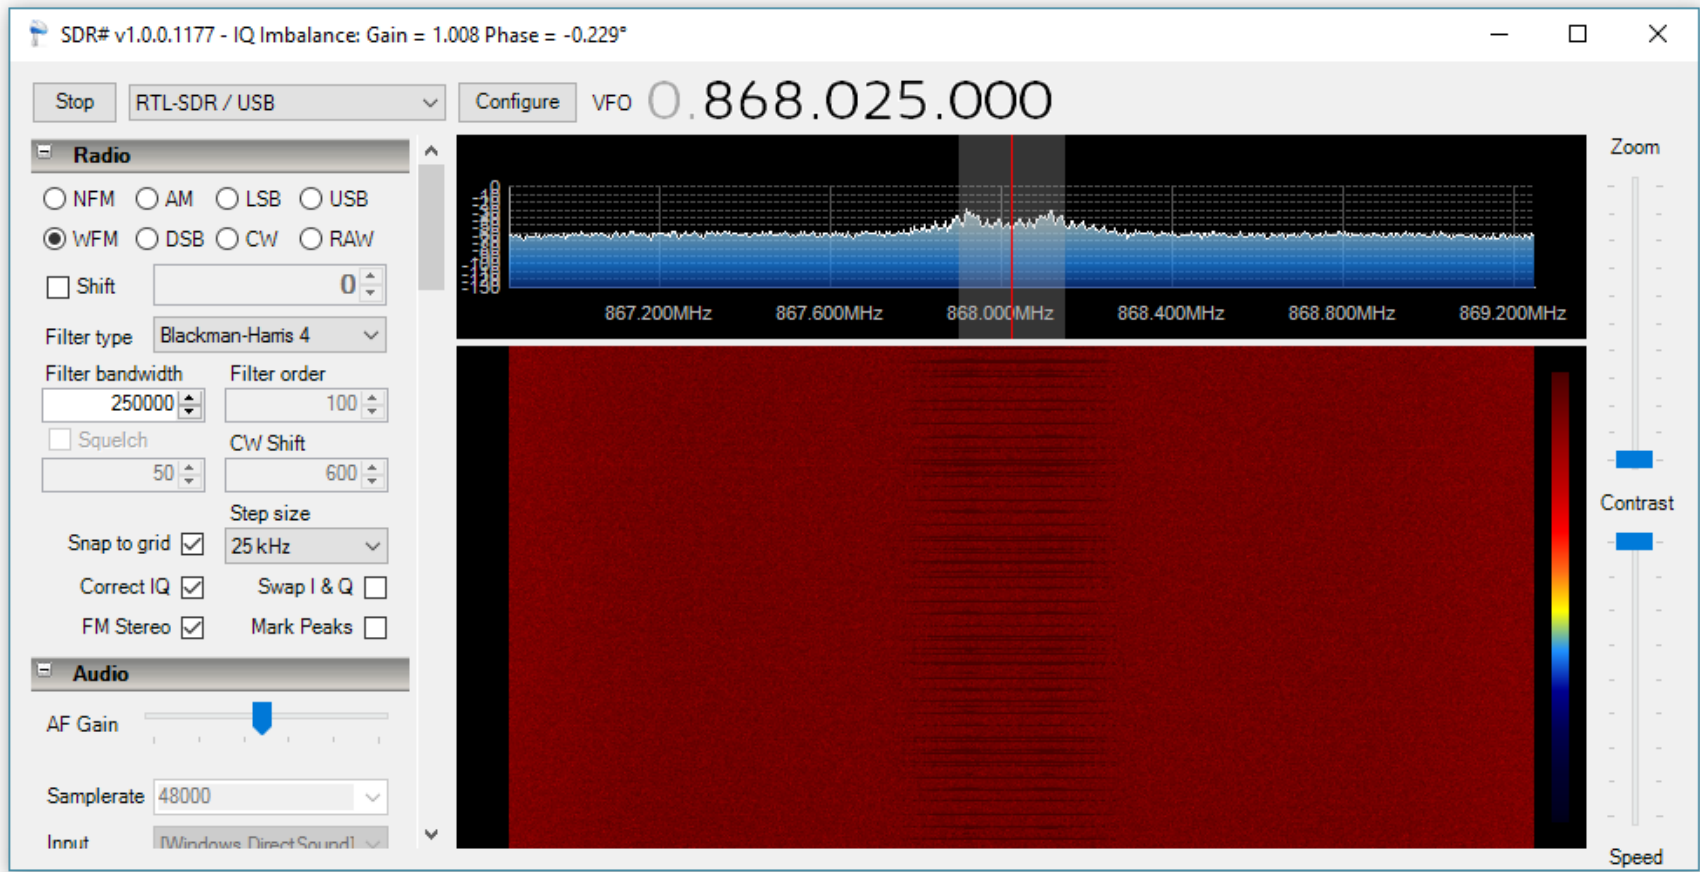 SDR# v1.0.0.1177 - IQ Imbalance: Gain = 1.008 Phase = -0.229°
Stop RTL-SDR / USB Configure VFO 0.868.025.000
Radio
NFM AM LSB USB
WFM DSB CW RAW
Shift 0
Filter type Blackman-Harris 4
Filter bandwidth Filter order
250000 100
Squelch CW Shift
50 600
Step size
Snap to grid 25 kHz
Correct IQ Swap I & Q
FM Stereo Mark Peaks
Audio
AF Gain
Samplerate 48000
Input [Windows DirectSound]
0
867.200MHz 867.600MHz 868.000MHz 868.400MHz 868.800MHz 869.200MHz
Zoom
Contrast
Speed